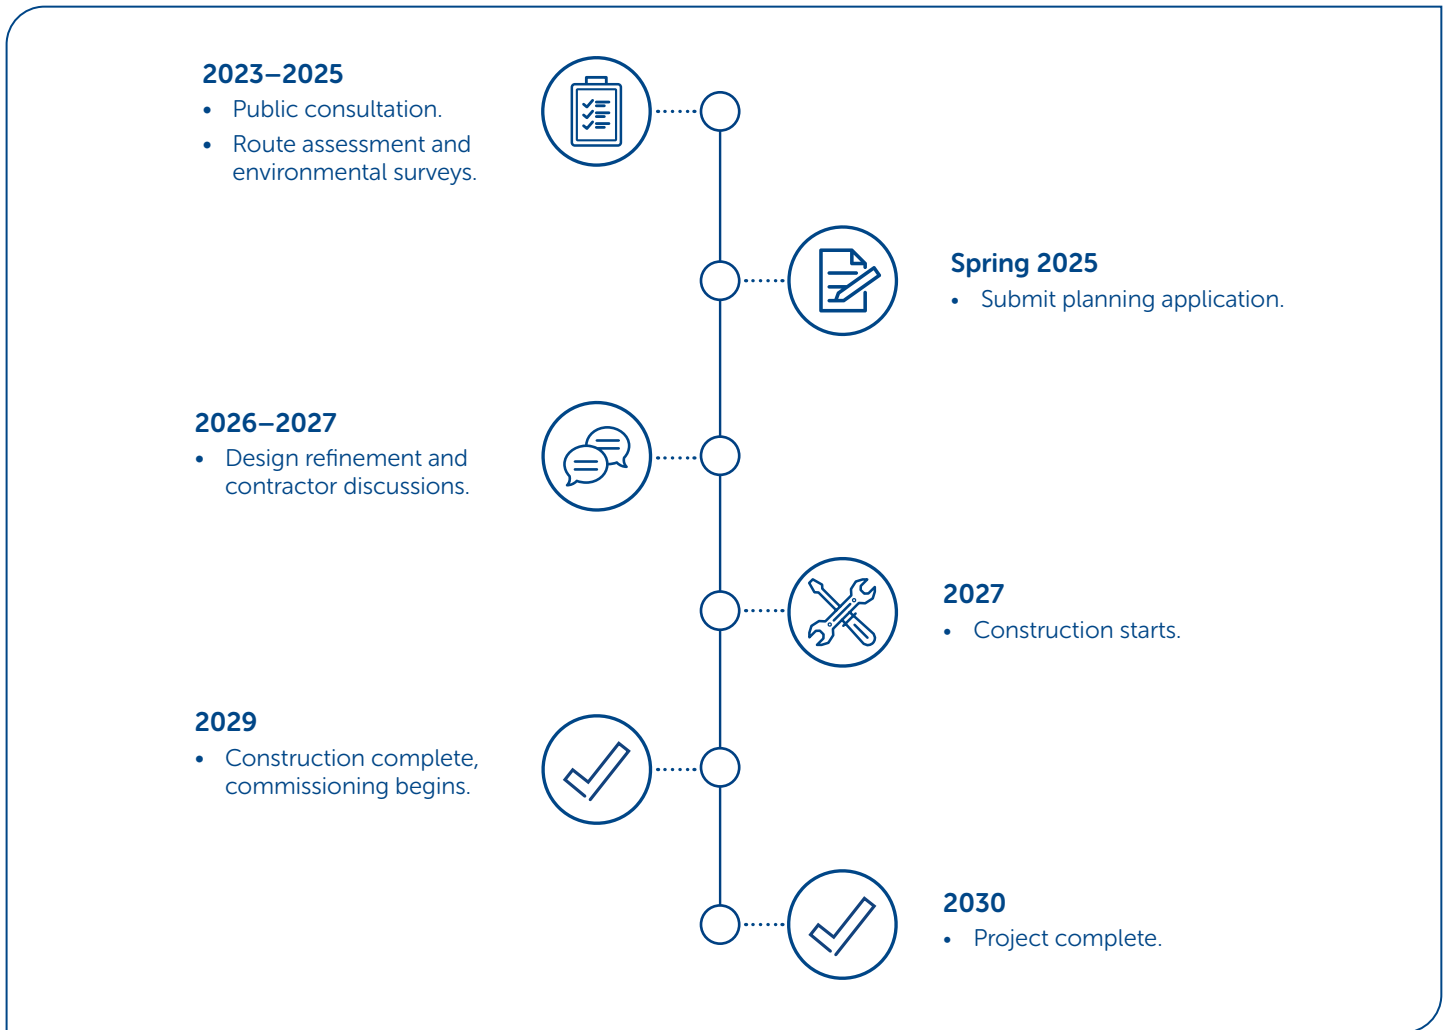 2023–2025
• Public consultation.
• Route assessment and
environmental surveys.
Spring 2025
• Submit planning application.
2026–2027
• Design refinement and
contractor discussions.
2027
• Construction starts.
2029
• Construction complete,
commissioning begins.
2030
• Project complete.